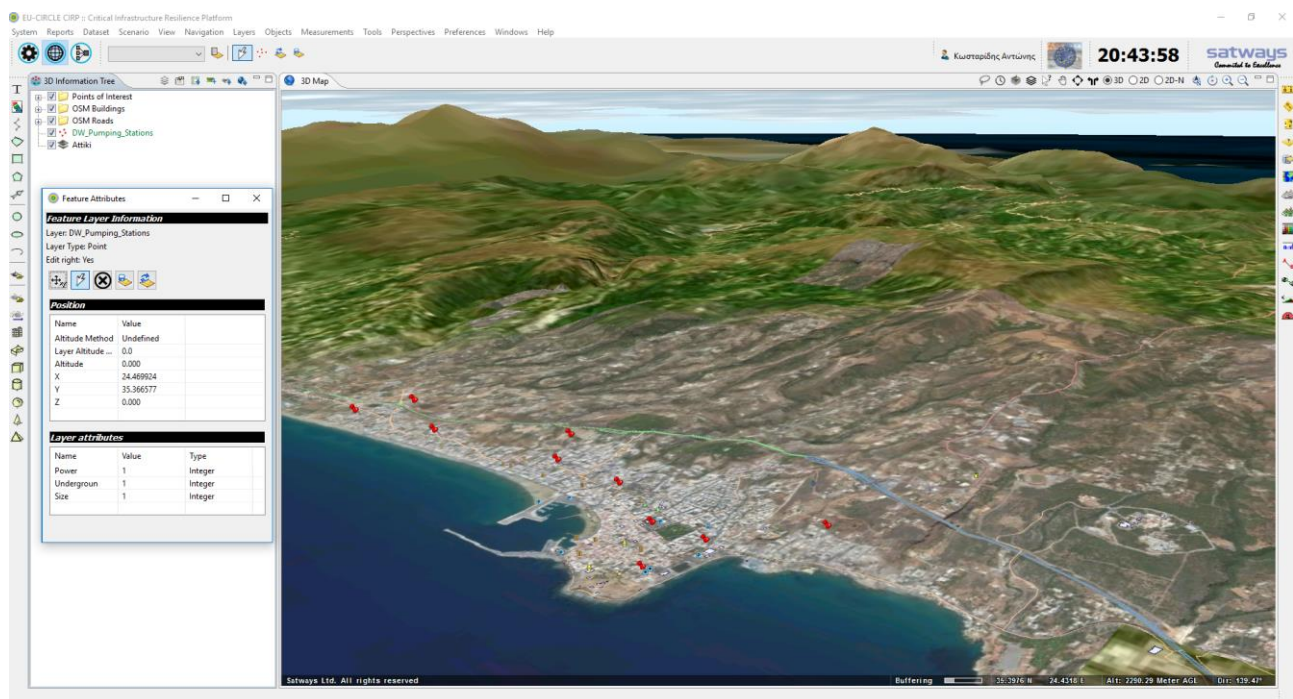 EU-CIRCLE CIRP :: Critical Infrastructure Resilience Platform
System Reports Dataset Scenario View Navigation Layers Objects Measurements Tools Perspectives Preferences Windows Help
Κωσταρίδης Αντώνης 20:43:58 satways
Committed to Excellence
3D Information Tree
3D Map
3D 2D 2D-N
Points of Interest
OSM Buildings
OSM Roads
DW_Pumping_Stations
Attiki
Feature Attributes
Feature Layer Information
Layer: DW_Pumping_Stations
Layer Type: Point
Edit right: Yes
Position
Name Value
Altitude Method Undefined
Layer Altitude ... 0.0
Altitude 0.000
X 24.469924
Y 35.366577
Z 0.000
Layer attributes
Name Value Type
Power 1 Integer
Undergroun 1 Integer
Size 1 Integer
Satways Ltd. All rights reserved
Buffering 35.3976 N 24.4318 E Alt: 2290.29 Meter AGL Dir: 139.47°